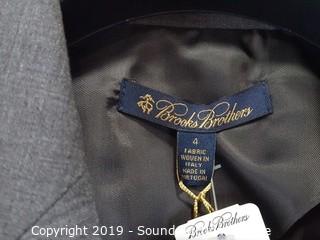 Brooks Brothers
4
FABRIC
WOVEN IN
ITALY
MADE IN
PORTUGAL
Brooks Brothers
Copyright 2019 - Sound